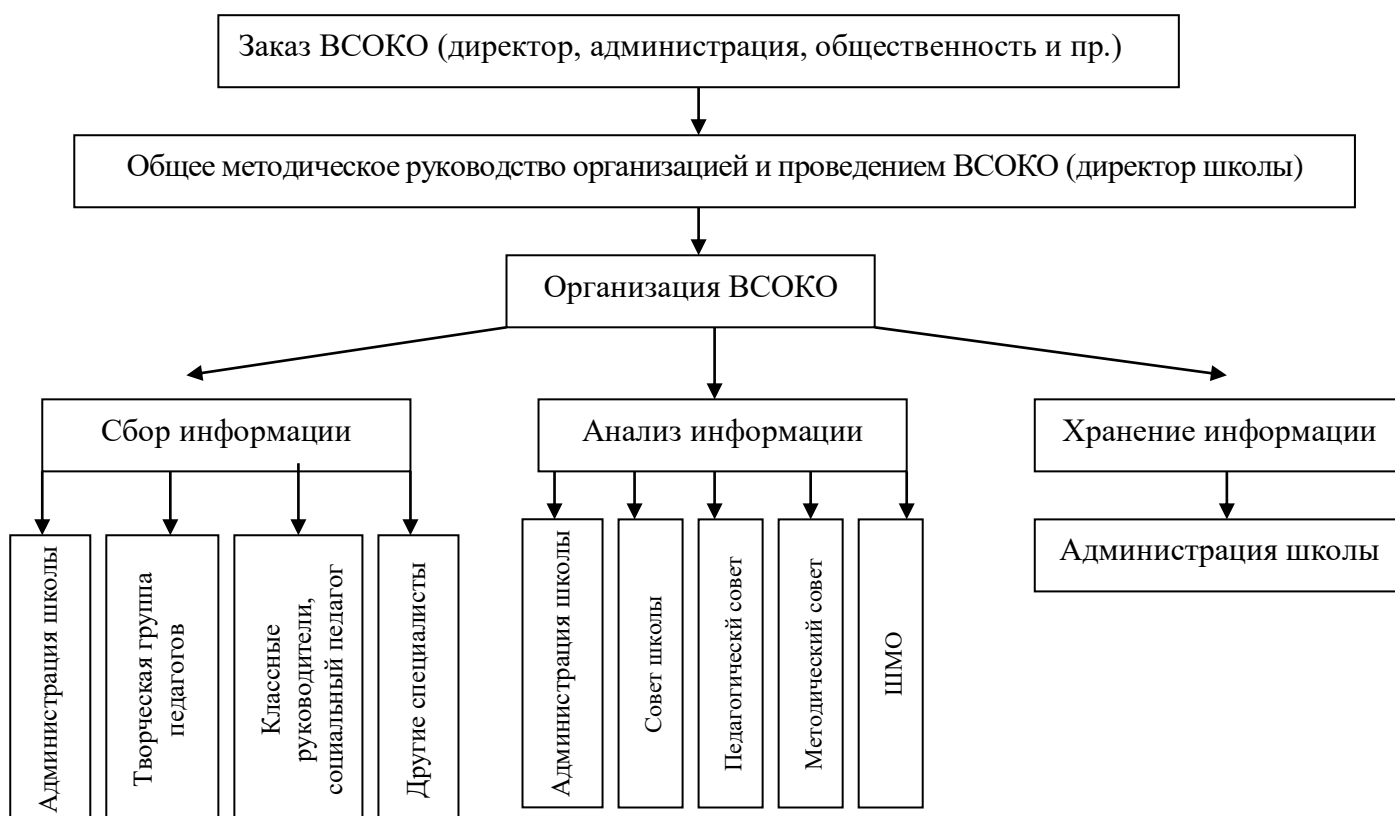 Заказ ВСОКО (директор, администрация, общественность и пр.)
Общее методическое руководство организацией и проведением ВСОКО (директор школы)
Организация ВСОКО
Сбор информации
Анализ информации
Хранение информации
Администрация школы
Творческая группа
педагогов
Классные
руководители,
социальный педагог
Другие специалисты
Администрация школы
Совет школы
Педагогическй совет
Методический совет
ШМО
Администрация школы